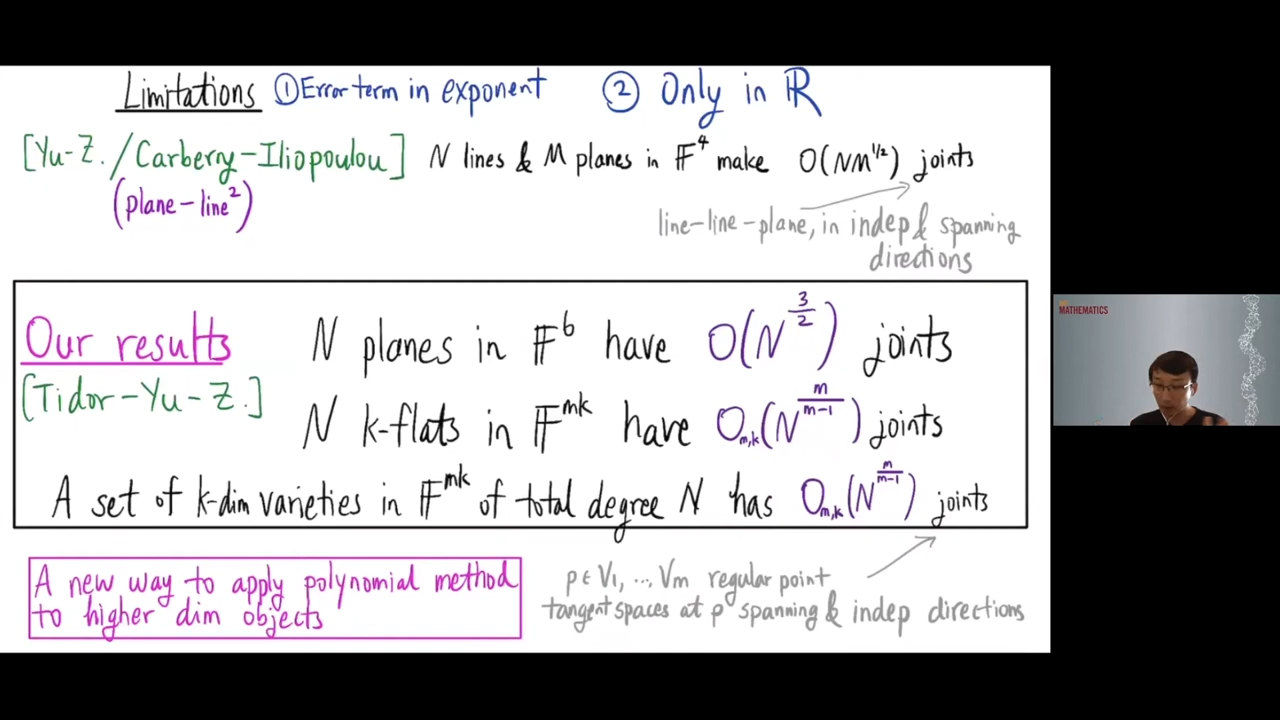 Limitations ① Error term in exponent ② Only in ℝ
[Yu-Z. / Carbery-Iliopoulou] N lines & M planes in 𝔽⁴ make O(NM^{1/2}) joints
(plane-line²)
line-line-plane, in indep & spanning
directions
Our results N planes in 𝔽⁶ have O(N^{3/2}) joints
[Tidor-Yu-Z.]
N k-flats in 𝔽^{mk} have O_{m,k}(N^{m/(m-1)}) joints
A set of k-dim varieties in 𝔽^{mk} of total degree N has O_{m,k}(N^{m/(m-1)}) joints
A new way to apply polynomial method
to higher dim objects
p ∈ V₁, ..., Vm regular point
tangent spaces at p spanning & indep directions
MATHEMATICS